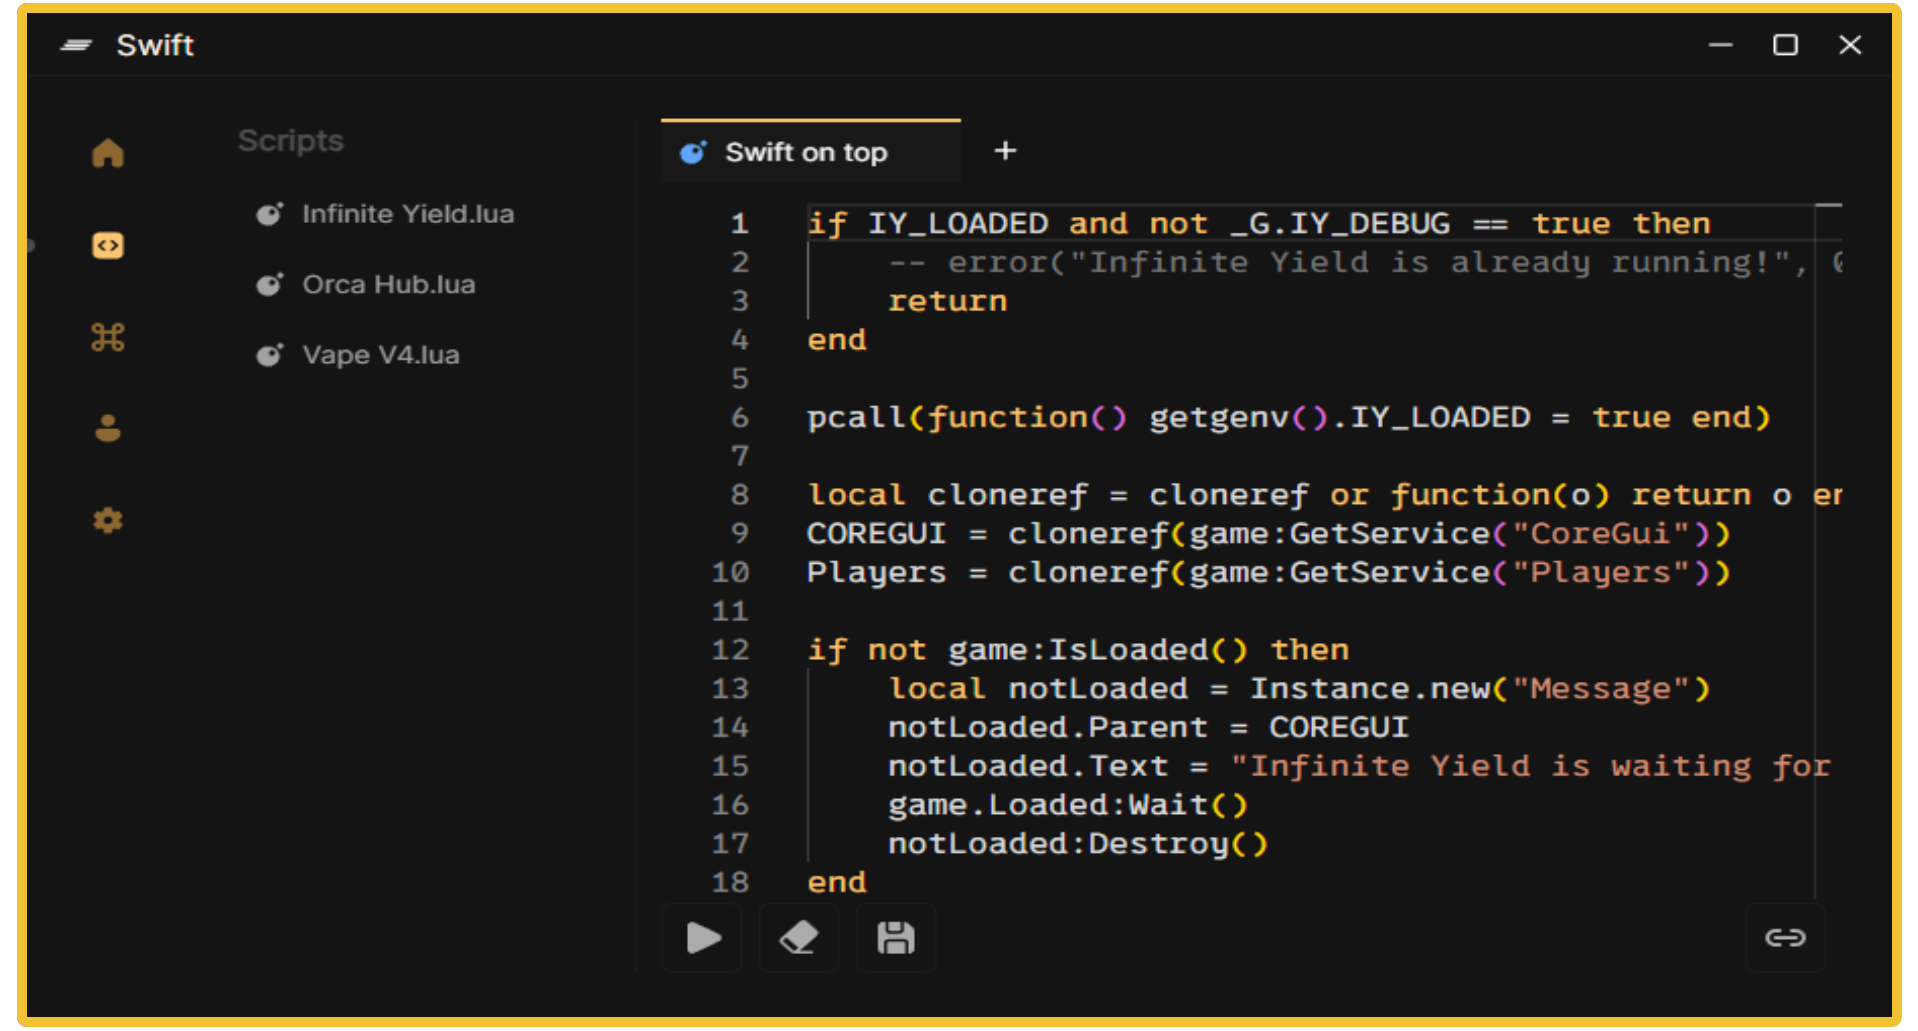 Swift
Scripts
Infinite Yield.lua
Orca Hub.lua
Vape V4.lua
Swift on top
+
1 if IY_LOADED and not _G.IY_DEBUG == true then
2 -- error("Infinite Yield is already running!",
3 return
4 end
5
6 pcall(function() getgenv().IY_LOADED = true end)
7
8 local cloneref = cloneref or function(o) return o
9 COREGUI = cloneref(game:GetService("CoreGui"))
10 Players = cloneref(game:GetService("Players"))
11
12 if not game:IsLoaded() then
13 local notLoaded = Instance.new("Message")
14 notLoaded.Parent = COREGUI
15 notLoaded.Text = "Infinite Yield is waiting for
16 game.Loaded:Wait()
17 notLoaded:Destroy()
18 end